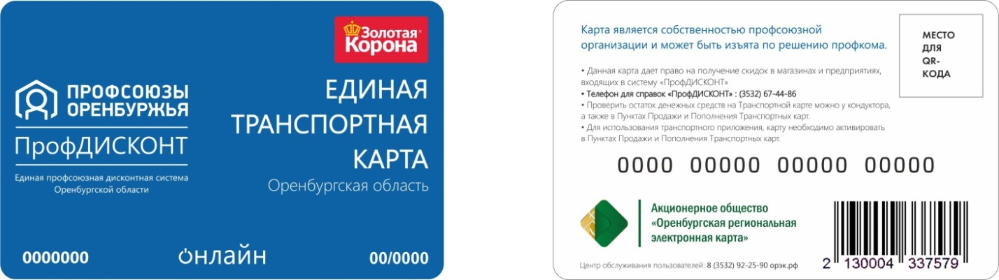 Золотая®
Корона
ПРОФСОЮЗЫ
ОРЕНБУРЖЬЯ
ПрофДИСКОНТ
Единая профсоюзная дисконтная система
Оренбургской области
ЕДИНАЯ
ТРАНСПОРТНАЯ
КАРТА
Оренбургская область
0000000
онлайн
00/0000
Карта является собственностью профсоюзной
организации и может быть изъята по решению профкома.
МЕСТО
ДЛЯ
QR-
КОДА
• Данная карта дает право на получение скидок в магазинах и предприятиях,
входящих в систему «ПрофДИСКОНТ»
• Телефон для справок «ПрофДИСКОНТ» : (3532) 67-44-86
• Проверить остаток денежных средств на Транспортной карте можно у кондуктора,
а также в Пунктах Продажи и Пополнения Транспортных карт.
• Для использования транспортного приложения, карту необходимо активировать
в Пунктах Продажи и Пополнения Транспортных карт.
0000 00000 00000 00000
Акционерное общество
«Оренбургская региональная
электронная карта»
Центр обслуживания пользователей: 8 (3532) 92-25-90 орэк.рф
2 130004 337579